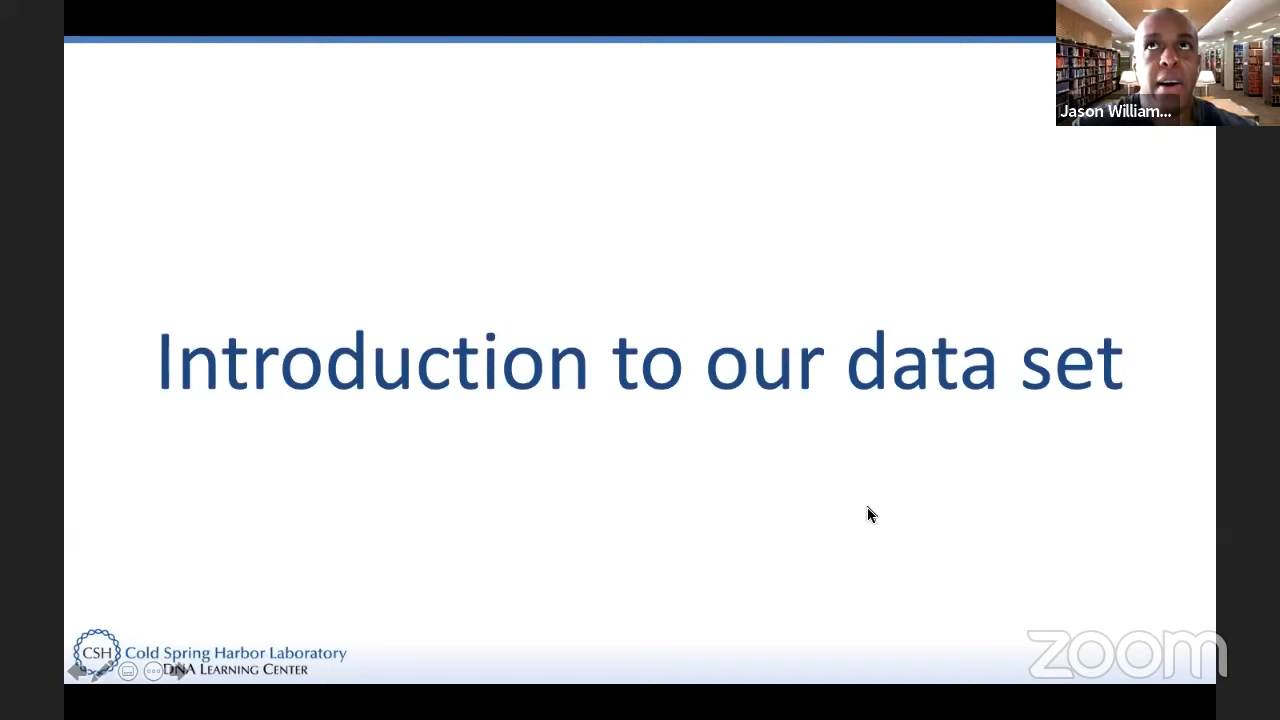 Jason William...
Introduction to our data set
CSH Cold Spring Harbor Laboratory
DNA LEARNING CENTER
zoom